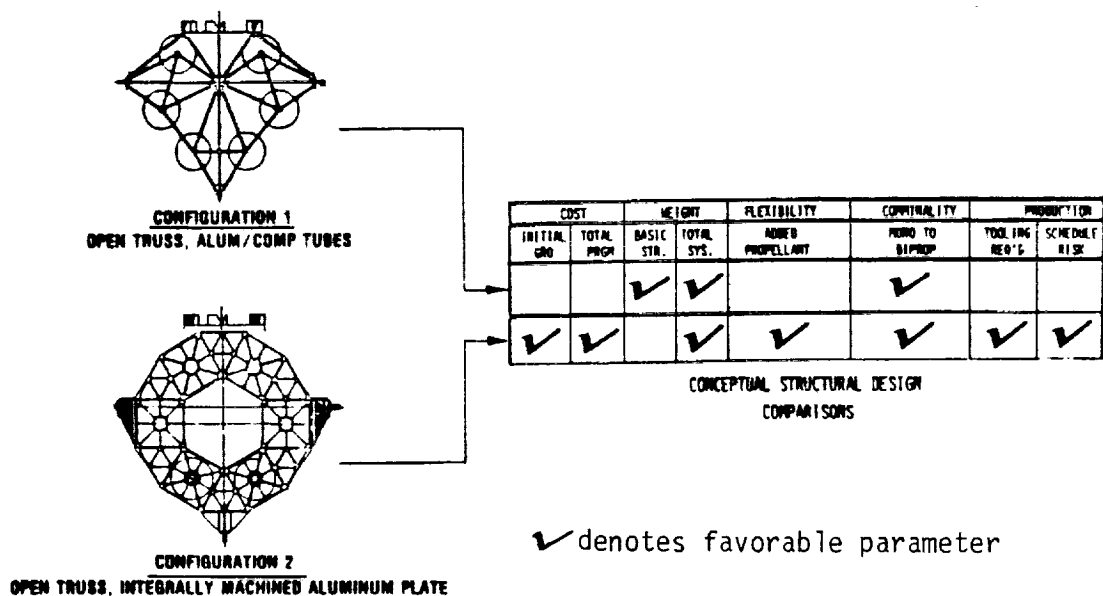 CONFIGURATION 1
OPEN TRUSS, ALUM/COMP TUBES
COST WEIGHT FLEXIBILITY COMMONALITY PRODUCTION
INITIAL TOTAL BASIC TOTAL ADDED MONO TO TOOLING SCHEDULE
GRO PRGM STR. SYS. PROPELLANT BIPROP REQ'G RISK
CONCEPTUAL STRUCTURAL DESIGN
COMPARISONS
CONFIGURATION 2
OPEN TRUSS, INTEGRALLY MACHINED ALUMINUM PLATE
✓ denotes favorable parameter